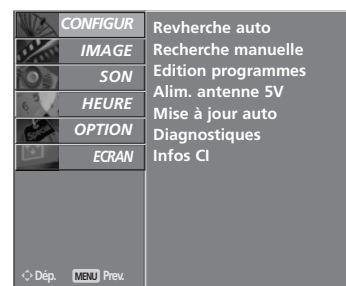 CONFIGUR
IMAGE
SON
HEURE
OPTION
ECRAN
Revherche auto
Recherche manuelle
Edition programmes
Alim. antenne 5V
Mise à jour auto
Diagnostiques
Infos CI
Dép. MENU Prev.